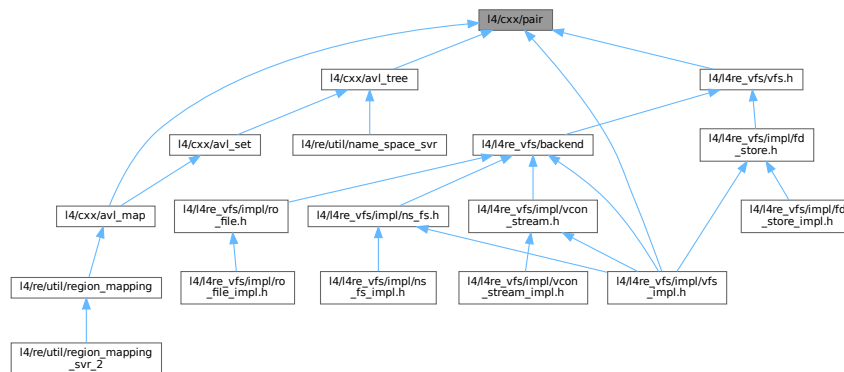 l4/cxx/pair
l4/cxx/avl_tree
l4/l4re_vfs/vfs.h
l4/cxx/avl_set
l4/re/util/name_space_svr
l4/l4re_vfs/backend
l4/l4re_vfs/impl/fd
_store.h
l4/cxx/avl_map
l4/l4re_vfs/impl/ro
_file.h
l4/l4re_vfs/impl/ns_fs.h
l4/l4re_vfs/impl/vcon
_stream.h
l4/l4re_vfs/impl/fd
_store_impl.h
l4/re/util/region_mapping
l4/l4re_vfs/impl/ro
_file_impl.h
l4/l4re_vfs/impl/ns
_fs_impl.h
l4/l4re_vfs/impl/vcon
_stream_impl.h
l4/l4re_vfs/impl/vfs
_impl.h
l4/re/util/region_mapping
_svr_2